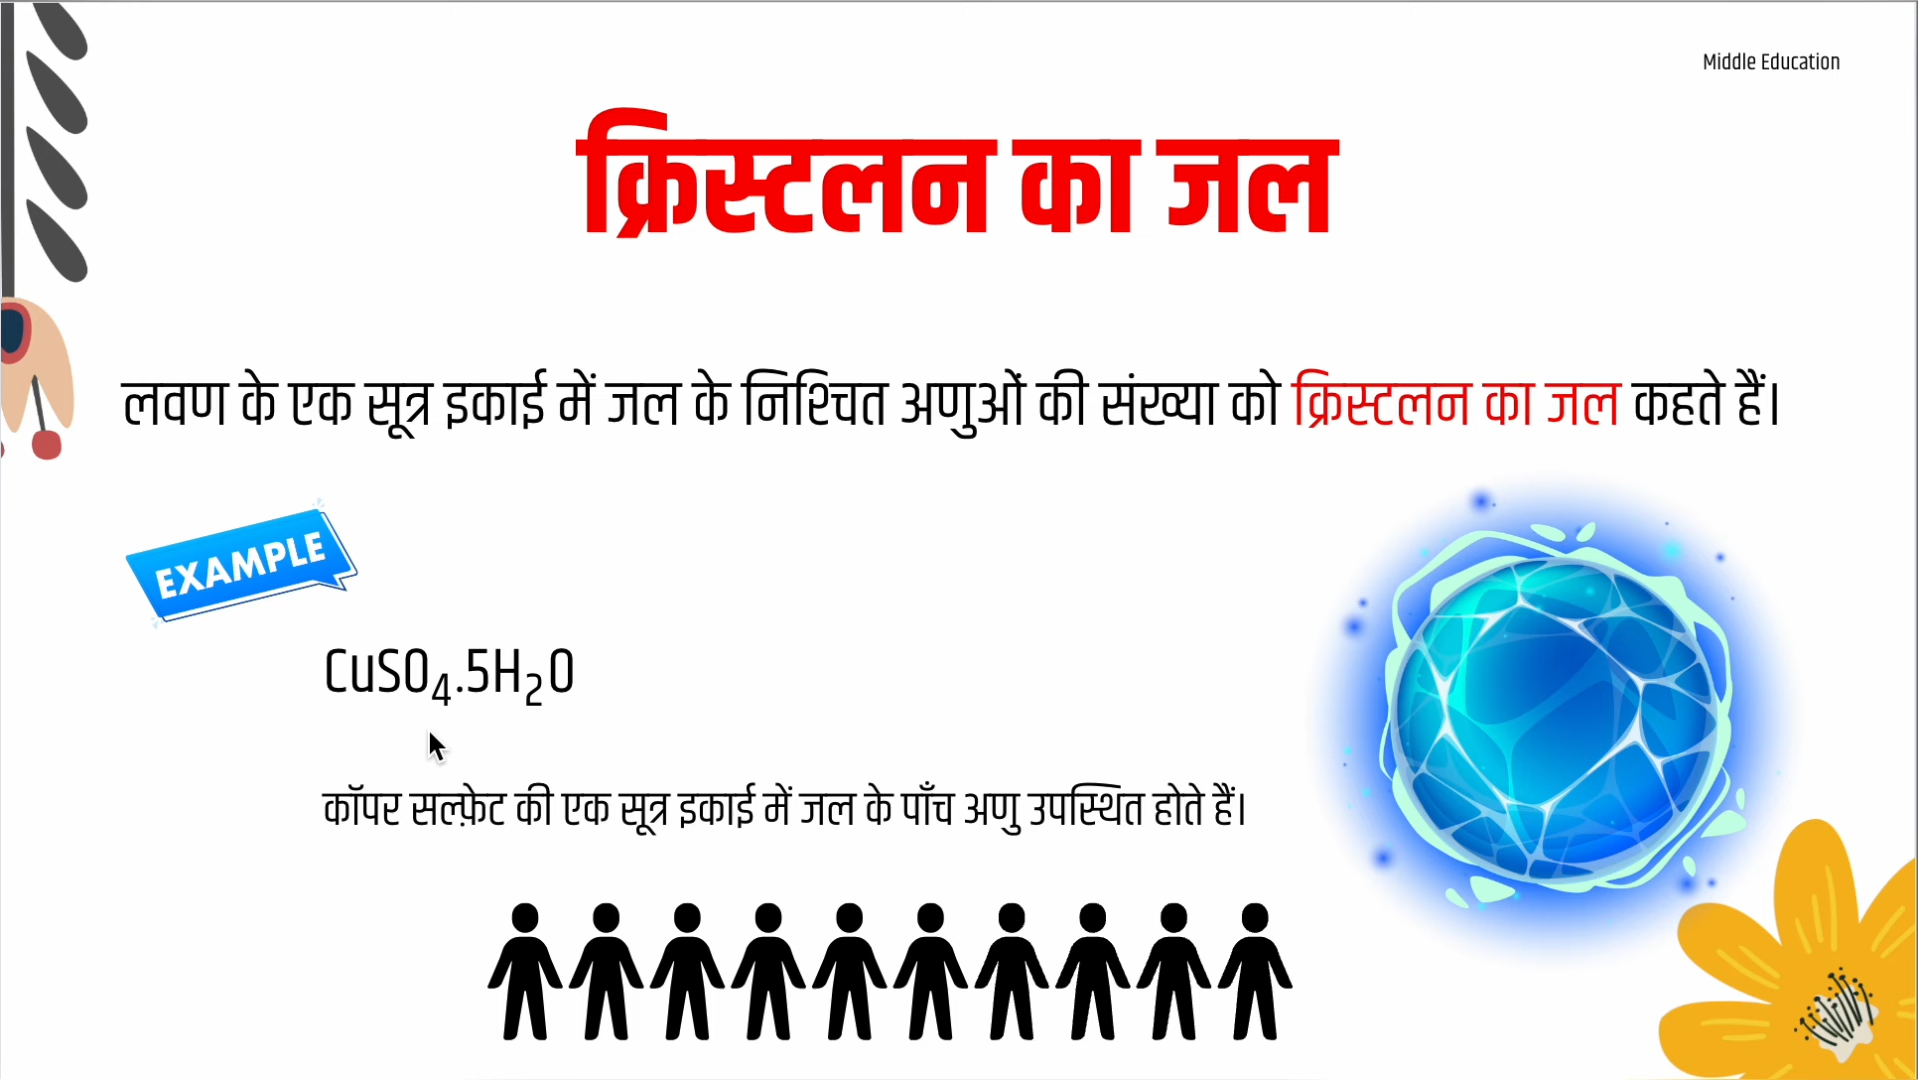 Middle Education
क्रिस्टलन का जल
लवण के एक सूत्र इकाई में जल के निश्चित अणुओं की संख्या को क्रिस्टलन का जल कहते हैं।
EXAMPLE
CuSO₄.5H₂O
कॉपर सल्फ़ेट की एक सूत्र इकाई में जल के पाँच अणु उपस्थित होते हैं।